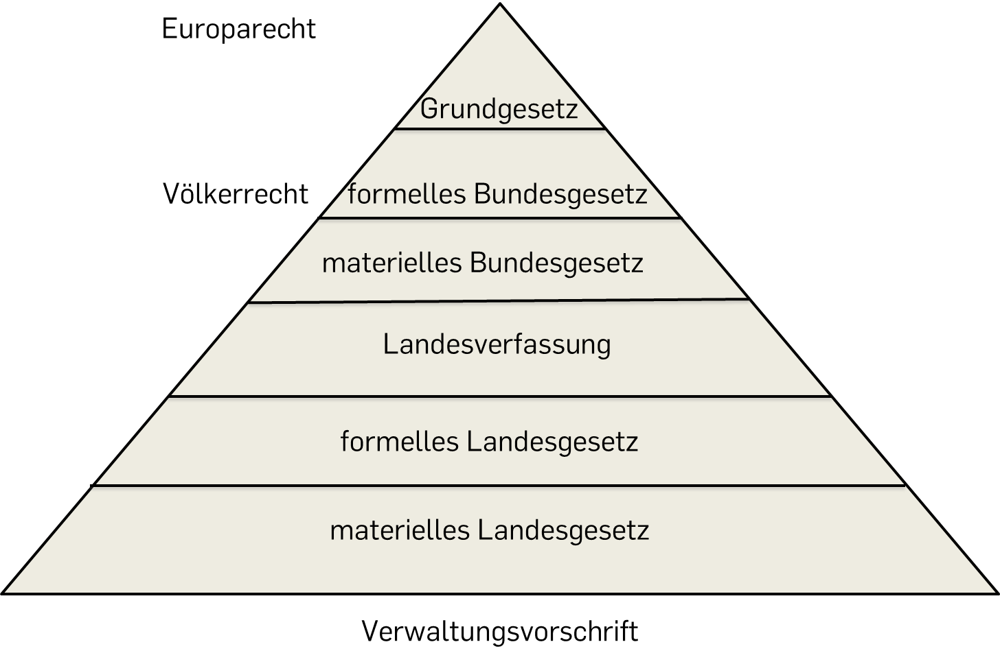 Europarecht
Grundgesetz
Völkerrecht
formelles Bundesgesetz
materielles Bundesgesetz
Landesverfassung
formelles Landesgesetz
materielles Landesgesetz
Verwaltungsvorschrift